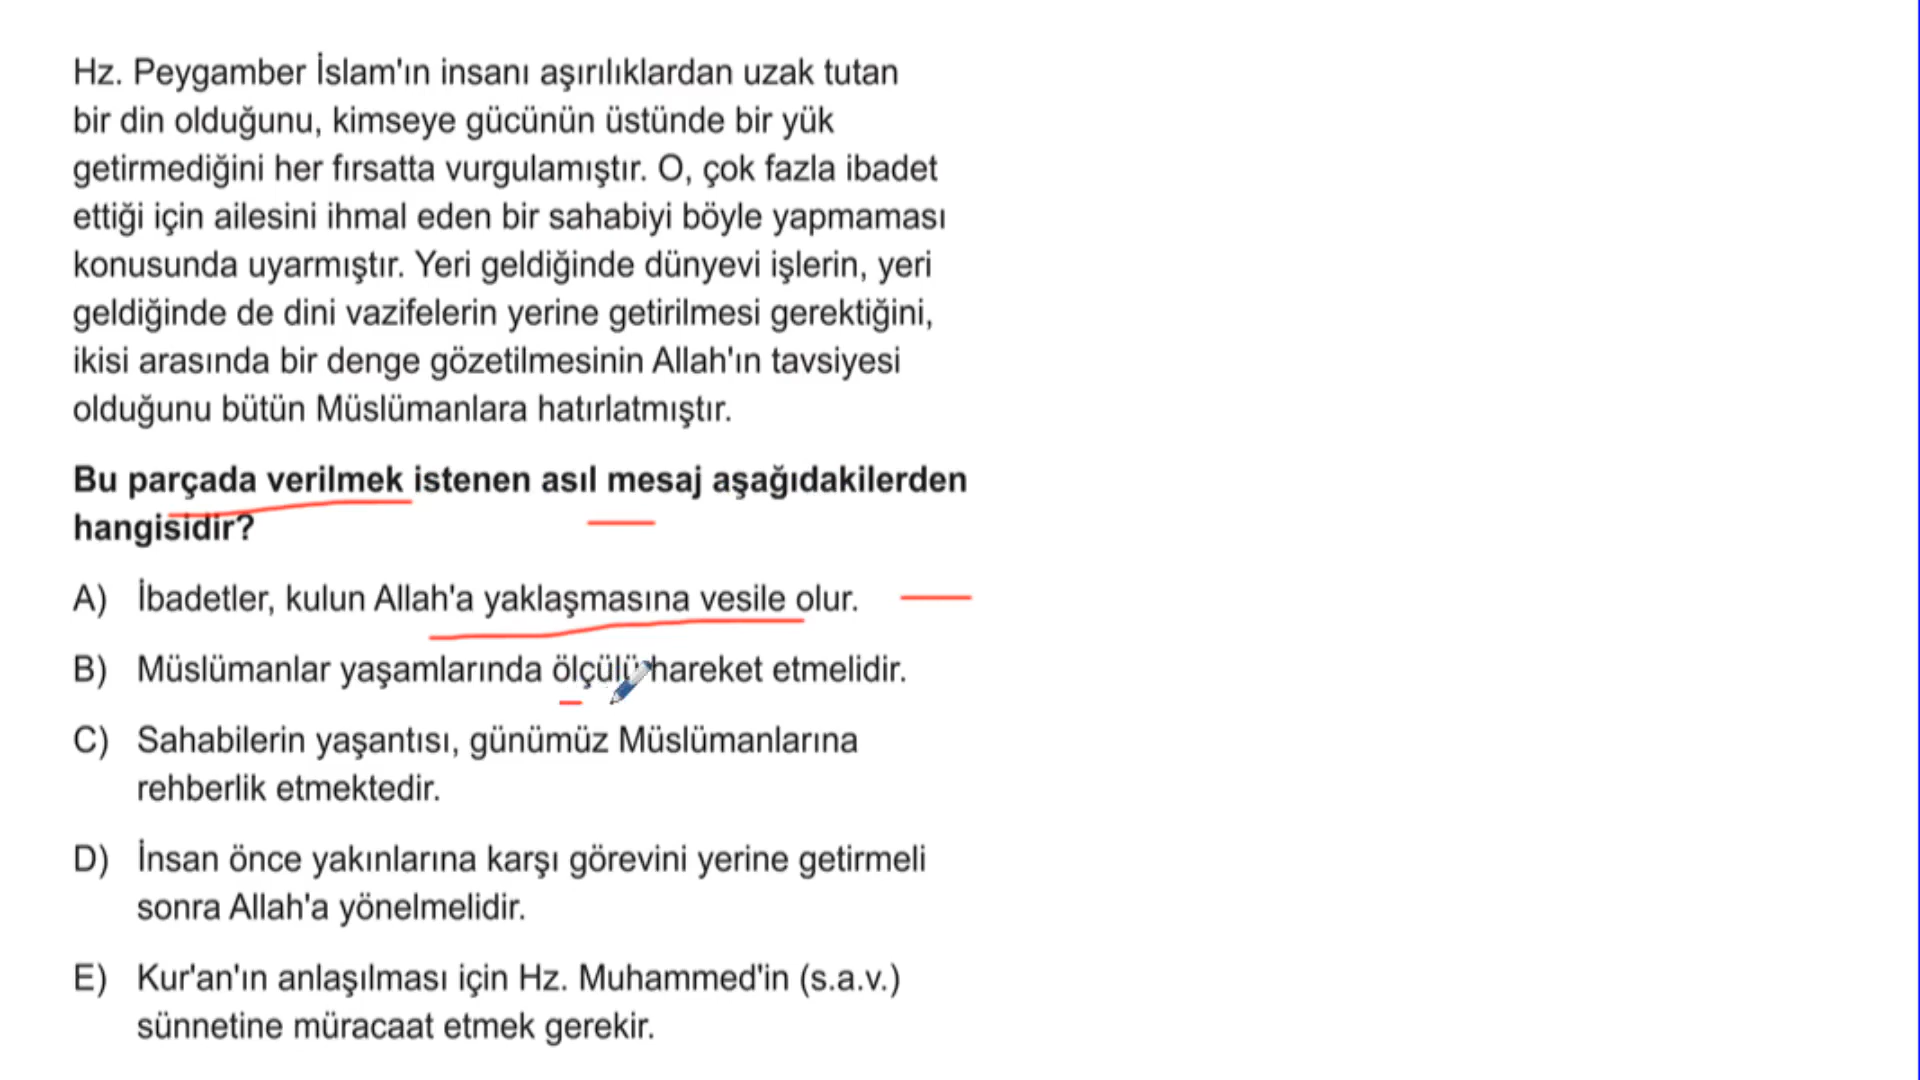 Hz. Peygamber İslam'ın insanı aşırılıklardan uzak tutan
bir din olduğunu, kimseye gücünün üstünde bir yük
getirmediğini her fırsatta vurgulamıştır. O, çok fazla ibadet
ettiği için ailesini ihmal eden bir sahabiyi böyle yapmaması
konusunda uyarmıştır. Yeri geldiğinde dünyevi işlerin, yeri
geldiğinde de dini vazifelerin yerine getirilmesi gerektiğini,
ikisi arasında bir denge gözetilmesinin Allah'ın tavsiyesi
olduğunu bütün Müslümanlara hatırlatmıştır.
Bu parçada verilmek istenen asıl mesaj aşağıdakilerden
hangisidir?
A) İbadetler, kulun Allah'a yaklaşmasına vesile olur.
B) Müslümanlar yaşamlarında ölçülü hareket etmelidir.
C) Sahabilerin yaşantısı, günümüz Müslümanlarına
rehberlik etmektedir.
D) İnsan önce yakınlarına karşı görevini yerine getirmeli
sonra Allah'a yönelmelidir.
E) Kur'an'ın anlaşılması için Hz. Muhammed'in (s.a.v.)
sünnetine müracaat etmek gerekir.